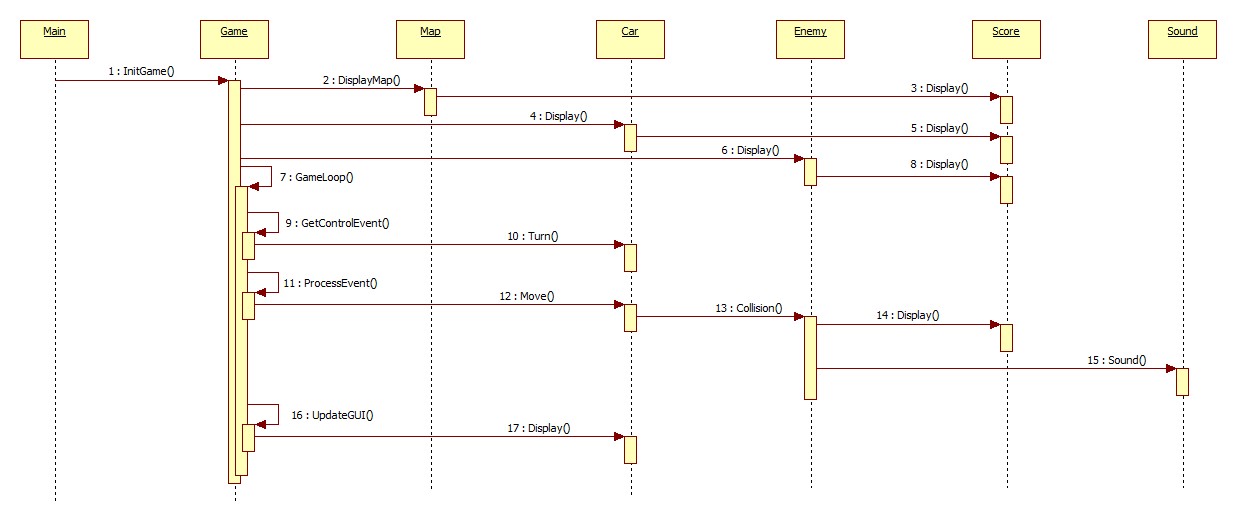 Main Game Map Car Enemy Score Sound
1 : InitGame()
2 : DisplayMap()
3 : Display()
4 : Display()
5 : Display()
6 : Display()
8 : Display()
7 : GameLoop()
9 : GetControlEvent()
10 : Turn()
11 : ProcessEvent()
12 : Move()
13 : Collision()
14 : Display()
15 : Sound()
16 : UpdateGUI()
17 : Display()